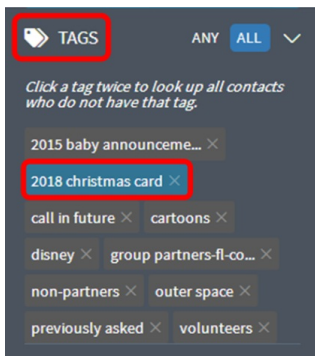 TAGS ANY ALL
Click a tag twice to look up all contacts
who do not have that tag.
2015 baby announceme... ×
2018 christmas card ×
call in future × cartoons ×
disney × group partners-fl-co... ×
non-partners × outer space ×
previously asked × volunteers ×